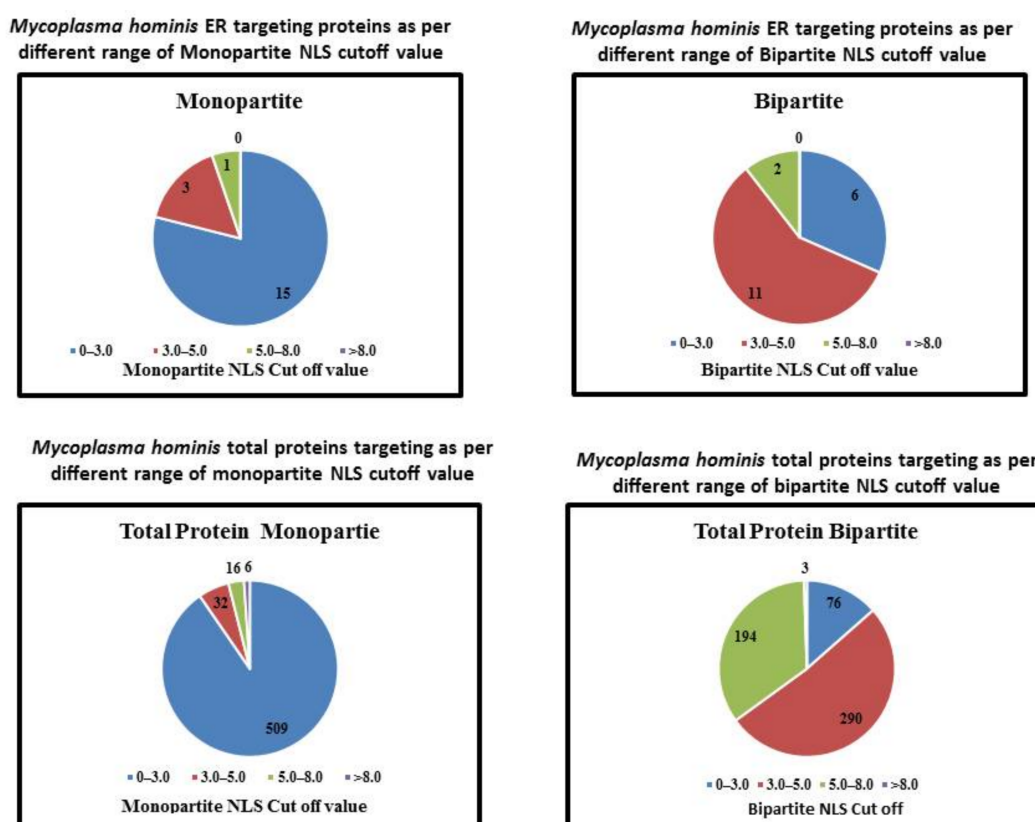 Mycoplasma hominis ER targeting proteins as per
different range of Monopartite NLS cutoff value
Monopartite
0
1
3
15
0–3.0 3.0–5.0 5.0–8.0 >8.0
Monopartite NLS Cut off value
Mycoplasma hominis ER targeting proteins as per
different range of Bipartite NLS cutoff value
Bipartite
0
2
6
11
0–3.0 3.0–5.0 5.0–8.0 >8.0
Bipartite NLS Cut off value
Mycoplasma hominis total proteins targeting as per
different range of monopartite NLS cutoff value
Total Protein Monopartie
16 6
32
509
0–3.0 3.0–5.0 5.0–8.0 >8.0
Monopartite NLS Cut off value
Mycoplasma hominis total proteins targeting as per
different range of bipartite NLS cutoff value
Total Protein Bipartite
3
76
194
290
0–3.0 3.0–5.0 5.0–8.0 >8.0
Bipartite NLS Cut off